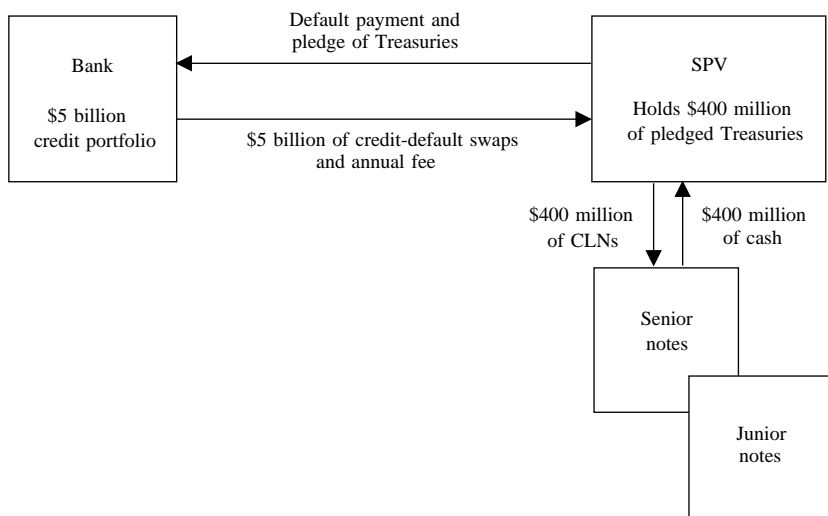 Default payment and
pledge of Treasuries
Bank
$5 billion
credit portfolio
$5 billion of credit-default swaps
and annual fee
SPV
Holds $400 million
of pledged Treasuries
$400 million
of CLNs
$400 million
of cash
Senior
notes
Junior
notes